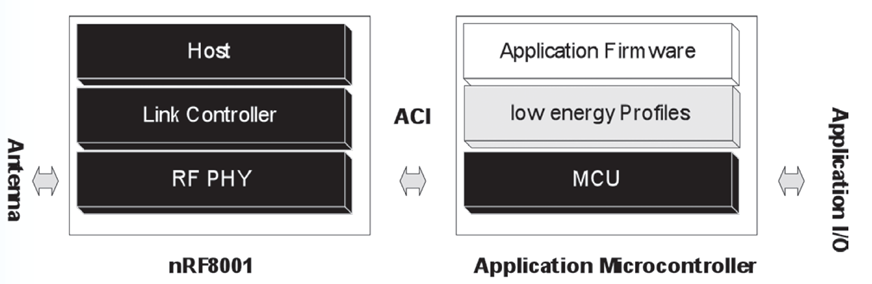 Host
Link Controller
RF PHY
Antenna
nRF8001
ACI
Application Firmware
low energy Profiles
MCU
Application Microcontroller
Application I/O